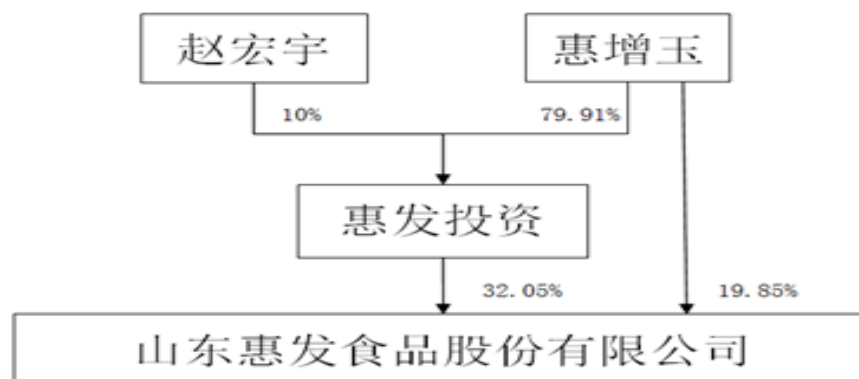 赵宏宇
惠增玉
10%
79.91%
惠发投资
32.05%
19.85%
山东惠发食品股份有限公司